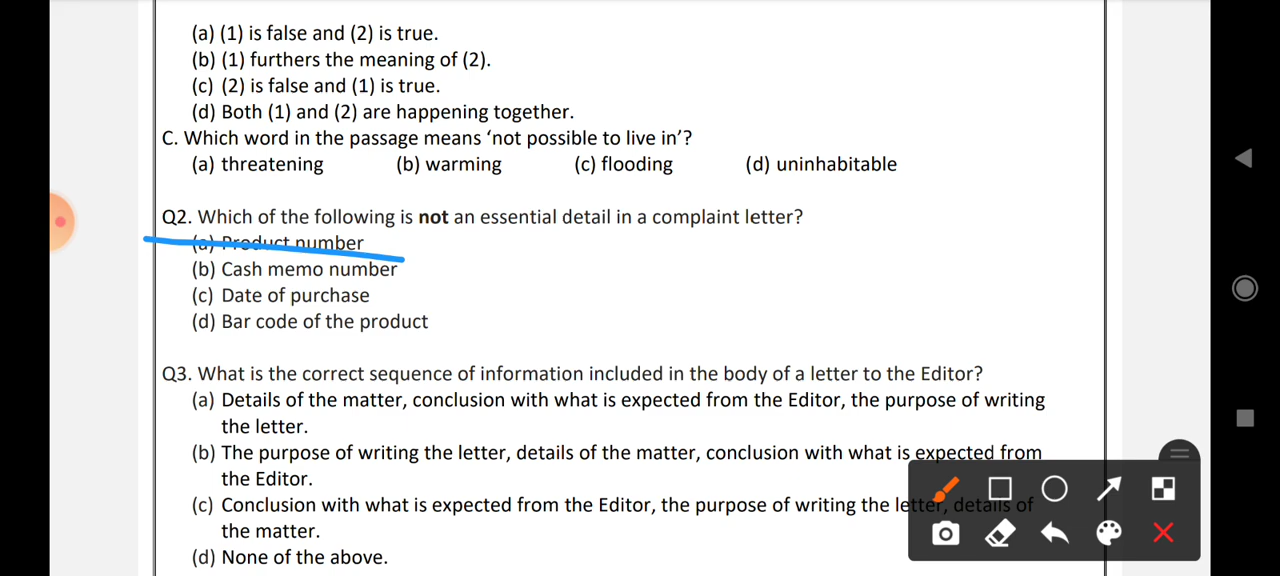 (a) (1) is false and (2) is true.
(b) (1) furthers the meaning of (2).
(c) (2) is false and (1) is true.
(d) Both (1) and (2) are happening together.
C. Which word in the passage means ‘not possible to live in’?
(a) threatening (b) warming (c) flooding (d) uninhabitable
Q2. Which of the following is not an essential detail in a complaint letter?
(a) Product number
(b) Cash memo number
(c) Date of purchase
(d) Bar code of the product
Q3. What is the correct sequence of information included in the body of a letter to the Editor?
(a) Details of the matter, conclusion with what is expected from the Editor, the purpose of writing
the letter.
(b) The purpose of writing the letter, details of the matter, conclusion with what is expected from
the Editor.
(c) Conclusion with what is expected from the Editor, the purpose of writing the letter, details of
the matter.
(d) None of the above.